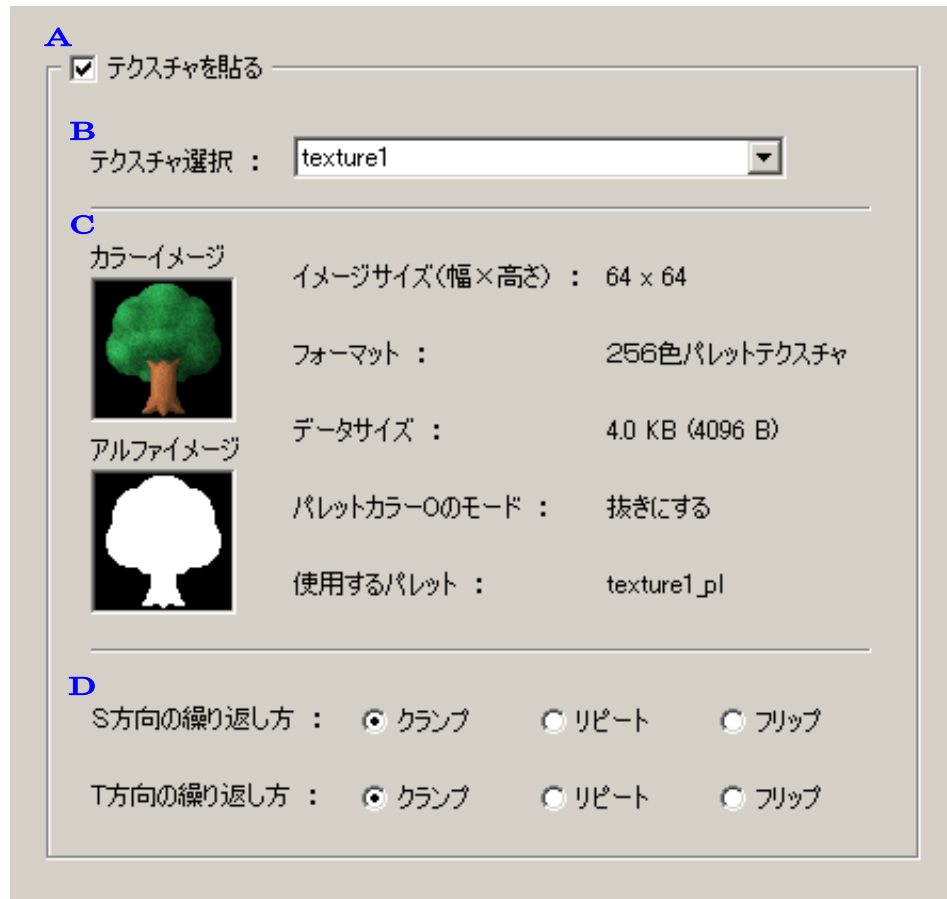 A
テクスチャを貼る
B
テクスチャ選択 : texture1
C
カラーイメージ
イメージサイズ(幅×高さ) : 64 x 64
フォーマット : 256色パレットテクスチャ
データサイズ : 4.0 KB (4096 B)
アルファイメージ
パレットカラー0のモード : 抜きにする
使用するパレット : texture1_pl
D
S方向の繰り返し方 : クランプ リピート フリップ
T方向の繰り返し方 : クランプ リピート フリップ